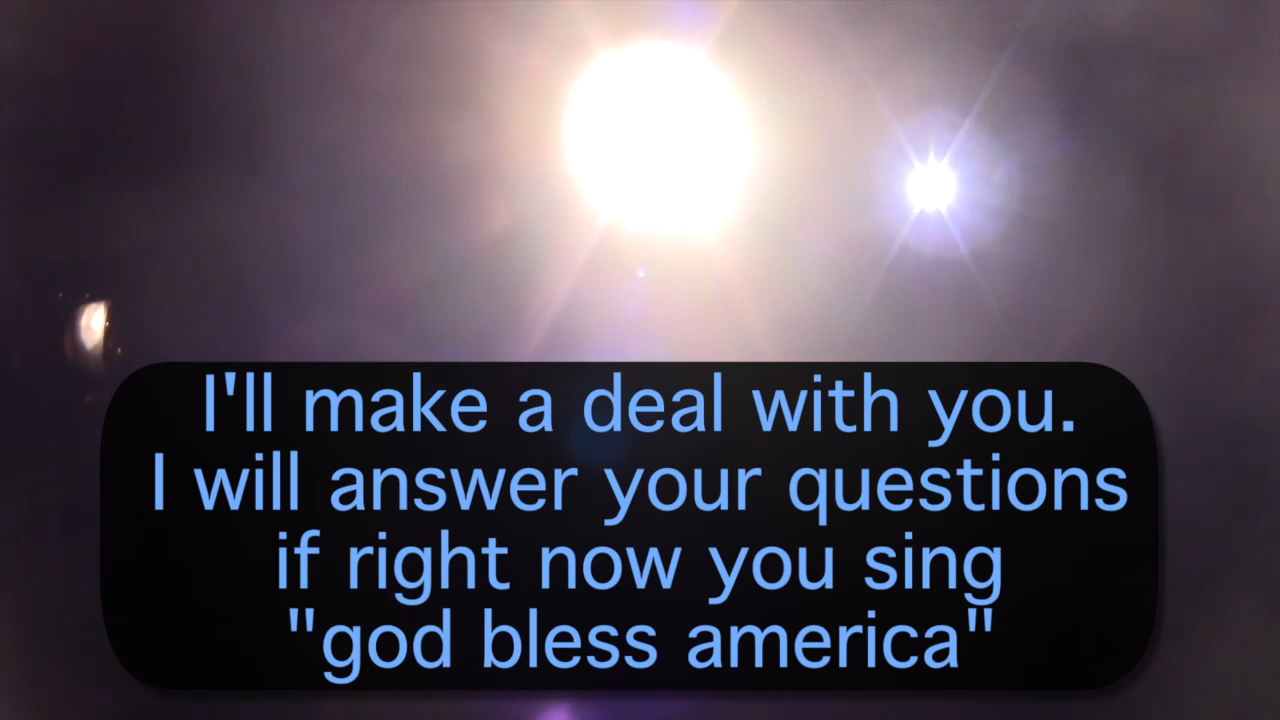 I'll make a deal with you.
I will answer your questions
if right now you sing
"god bless america"